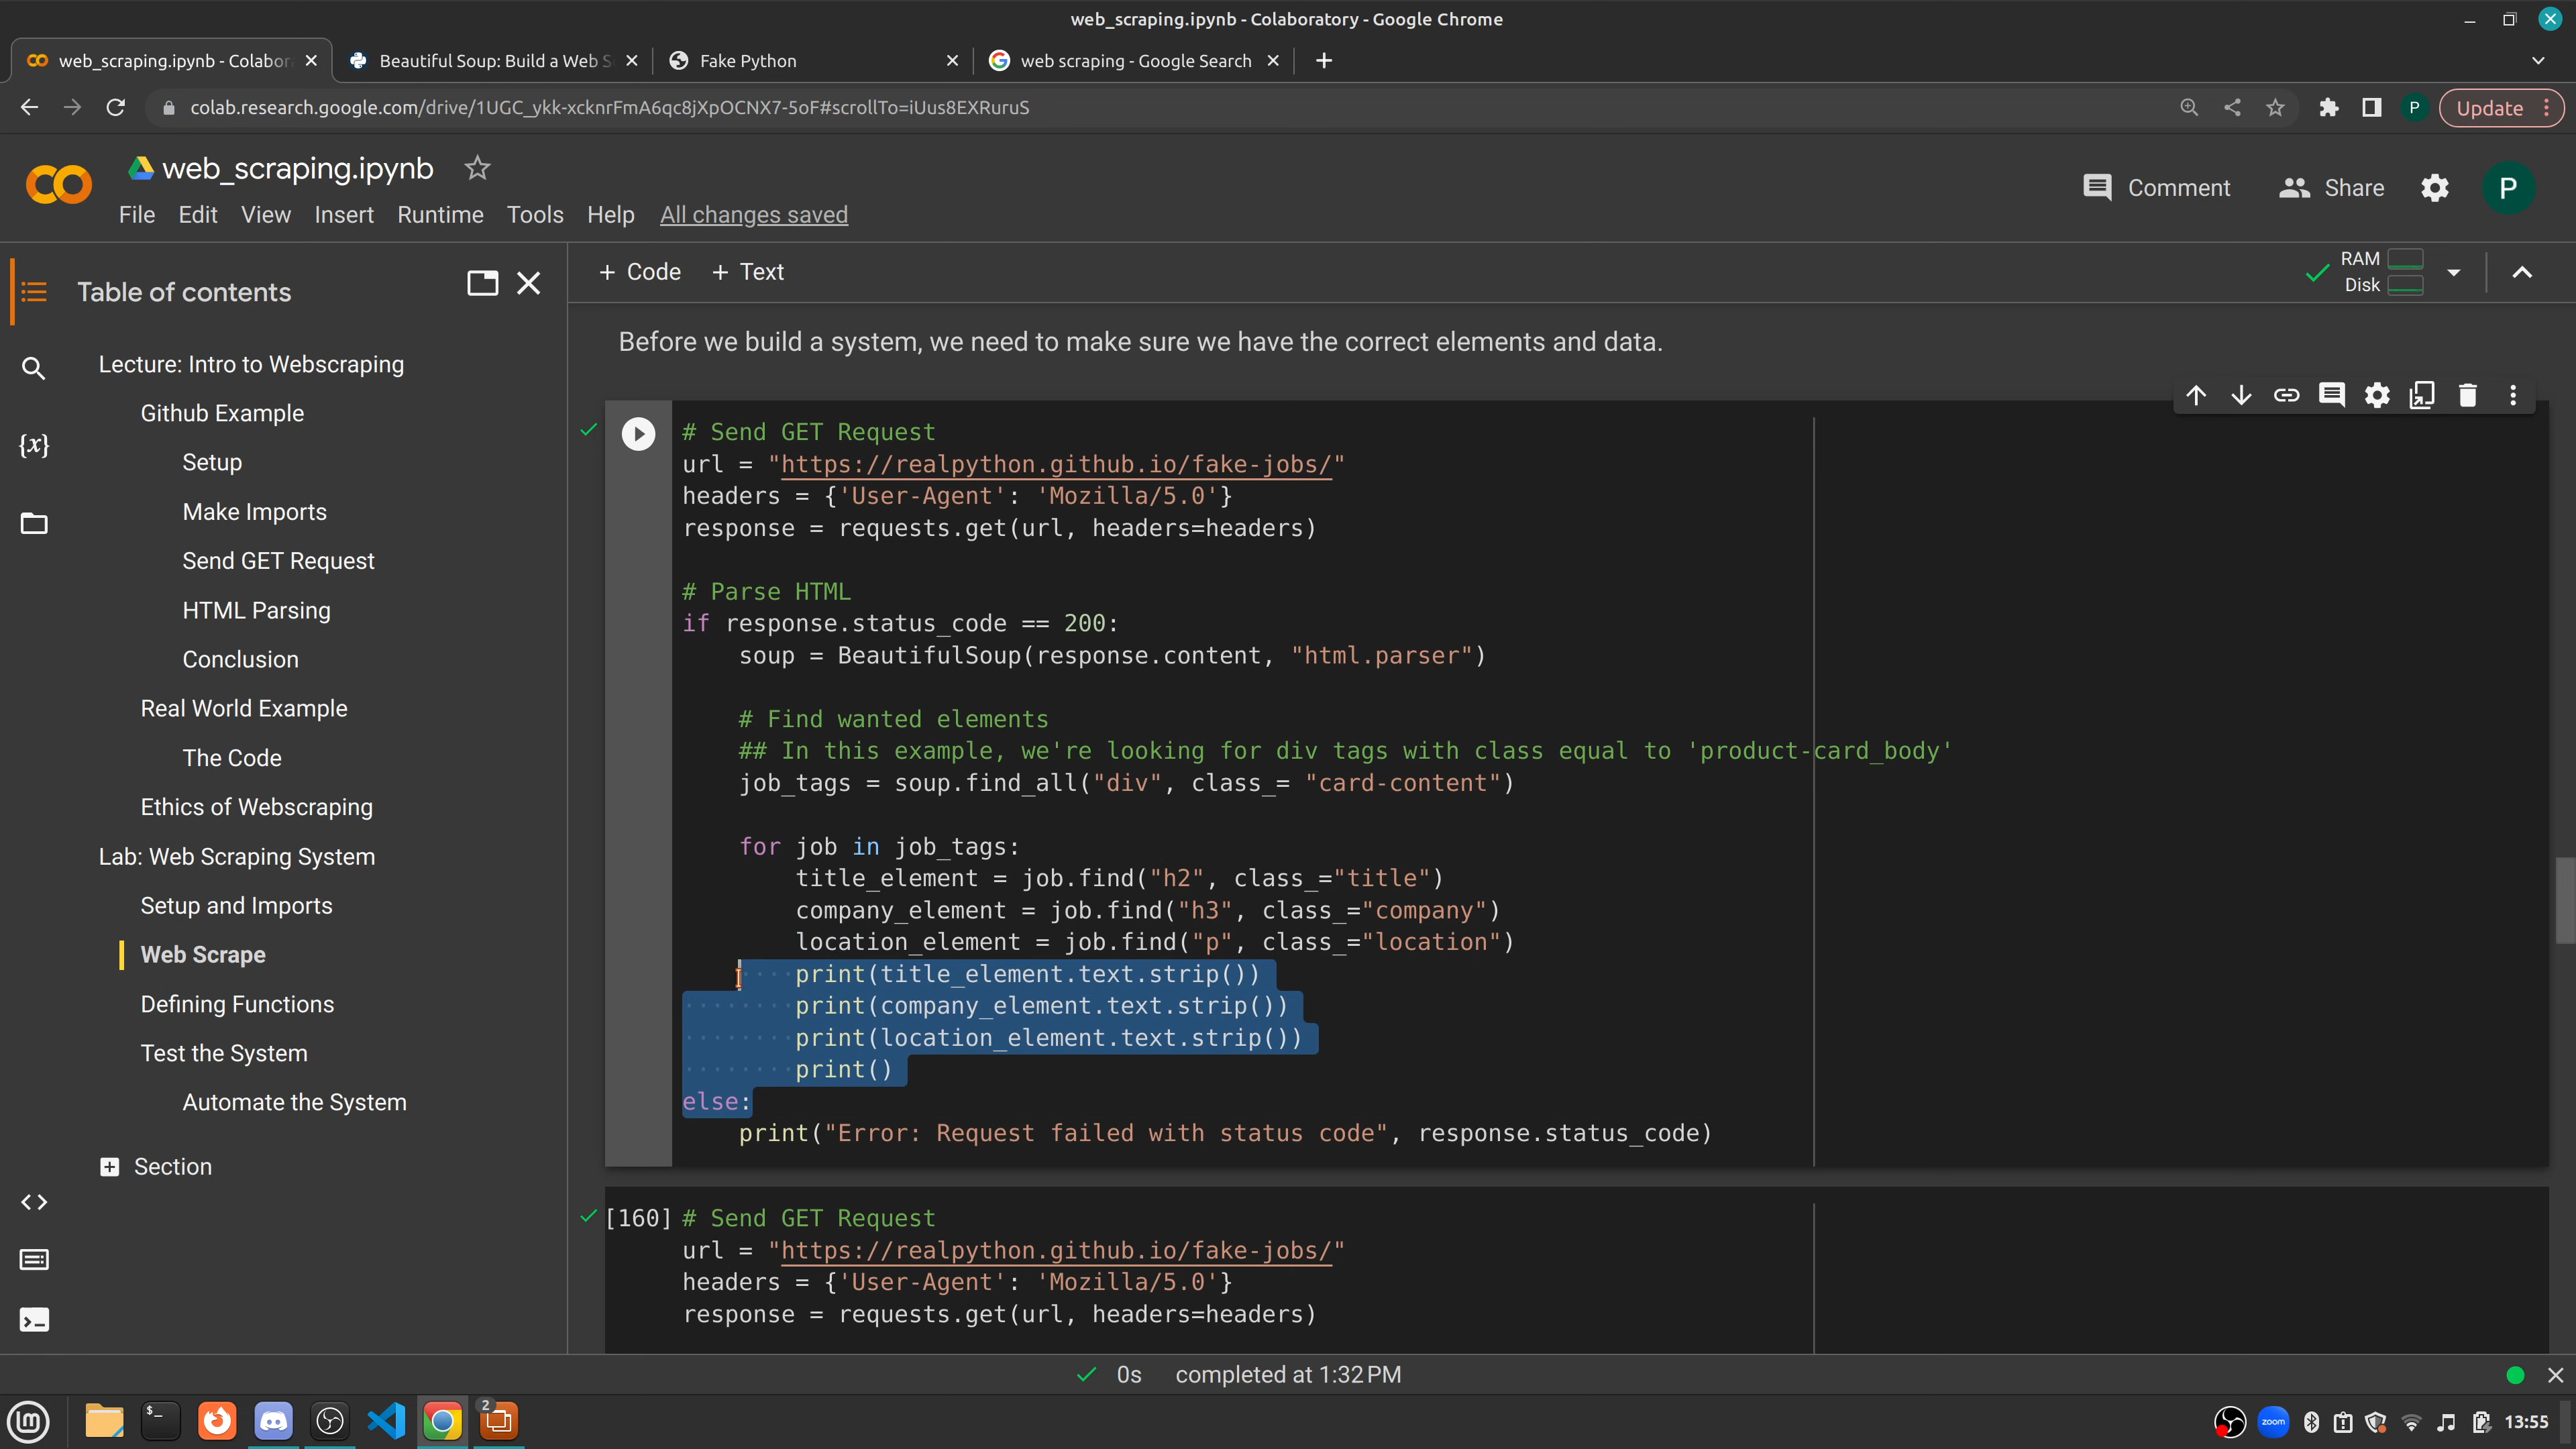 web_scraping.ipynb - Colaboratory - Google Chrome
web_scraping.ipynb - Colabor
Beautiful Soup: Build a Web S
Fake Python
web scraping - Google Search
colab.research.google.com/drive/1UGC_ykk-xcknrFmA6qc8jXpOCNX7-5oF#scrollTo=iUus8EXRuruS
P
Update
web_scraping.ipynb
File Edit View Insert Runtime Tools Help All changes saved
Comment
Share
P
Table of contents
Lecture: Intro to Webscraping
Github Example
Setup
Make Imports
Send GET Request
HTML Parsing
Conclusion
Real World Example
The Code
Ethics of Webscraping
Lab: Web Scraping System
Setup and Imports
Web Scrape
Defining Functions
Test the System
Automate the System
Section
{x}
+ Code + Text
RAM
Disk
Before we build a system, we need to make sure we have the correct elements and data.
# Send GET Request
url = "https://realpython.github.io/fake-jobs/"
headers = {'User-Agent': 'Mozilla/5.0'}
response = requests.get(url, headers=headers)
# Parse HTML
if response.status_code == 200:
soup = BeautifulSoup(response.content, "html.parser")
# Find wanted elements
## In this example, we're looking for div tags with class equal to 'product-card_body'
job_tags = soup.find_all("div", class_= "card-content")
for job in job_tags:
title_element = job.find("h2", class_="title")
company_element = job.find("h3", class_="company")
location_element = job.find("p", class_="location")
print(title_element.text.strip())
print(company_element.text.strip())
print(location_element.text.strip())
print()
else:
print("Error: Request failed with status code", response.status_code)
[160] # Send GET Request
url = "https://realpython.github.io/fake-jobs/"
headers = {'User-Agent': 'Mozilla/5.0'}
response = requests.get(url, headers=headers)
0s completed at 1:32 PM
2
zoom
13:55